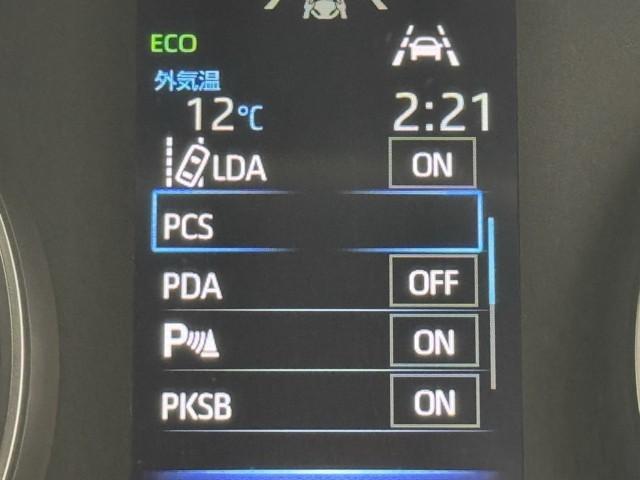 ECO
外気温
12℃ 2:21
LDA ON
PCS
PDA OFF
P ON
PKSB ON